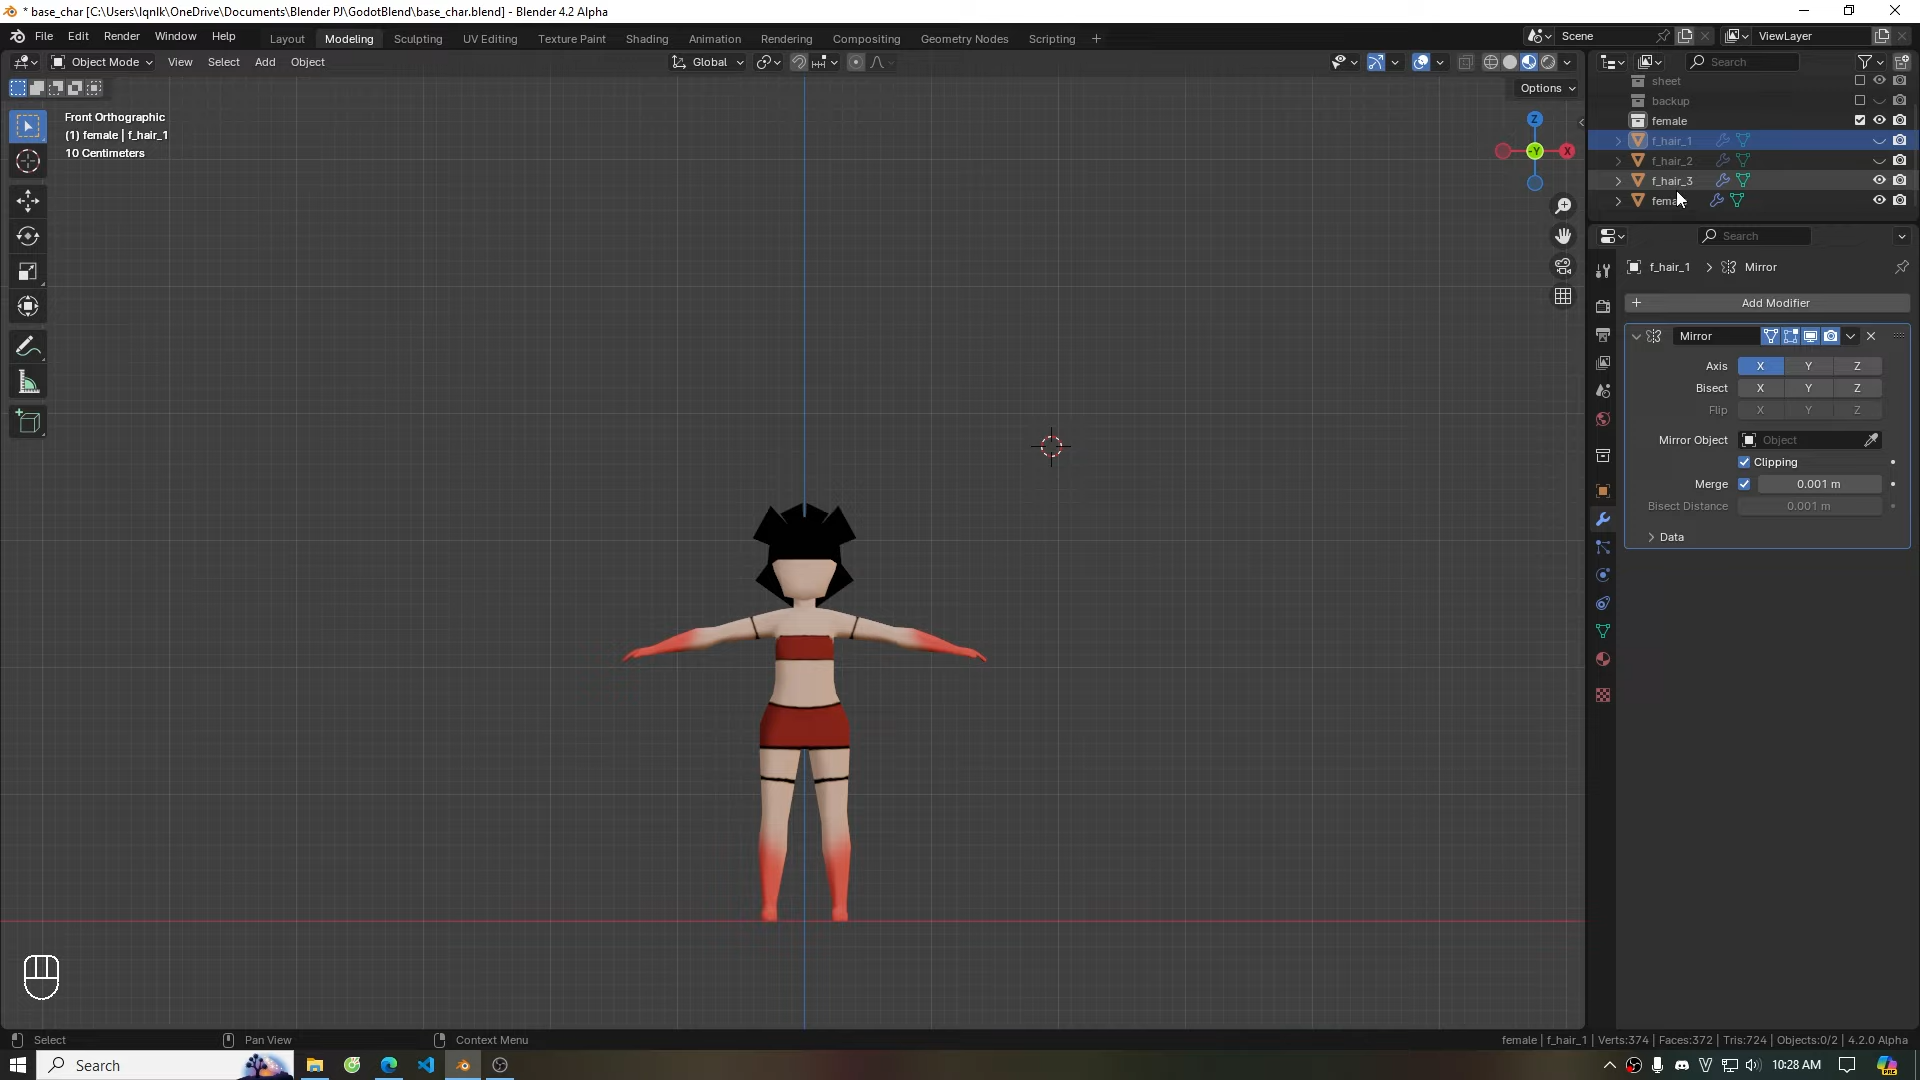 * base_char [C:\Users\lqnlk\OneDrive\Documents\Blender PJ\GodotBlend\base_char.blend] - Blender 4.2 Alpha
File Edit Render Window Help
Layout Modeling Sculpting UV Editing Texture Paint Shading Animation Rendering Compositing Geometry Nodes Scripting +
Scene
ViewLayer
Object Mode View Select Add Object
Global
Search
Options
Front Orthographic
(1) female | f_hair_1
10 Centimeters
Z
-Y
X
sheet
backup
female
f_hair_1
f_hair_2
f_hair_3
Search
f_hair_1 > Mirror
+ Add Modifier
Mirror
Axis X Y Z
Bisect X Y Z
Flip X Y Z
Mirror Object Object
Clipping
Merge 0.001 m
Bisect Distance 0.001 m
Data
Select
Pan View
Context Menu
female | f_hair_1 | Verts:374 | Faces:372 | Tris:724 | Objects:0/2 | 4.2.0 Alpha
Search
10:28 AM
PRE